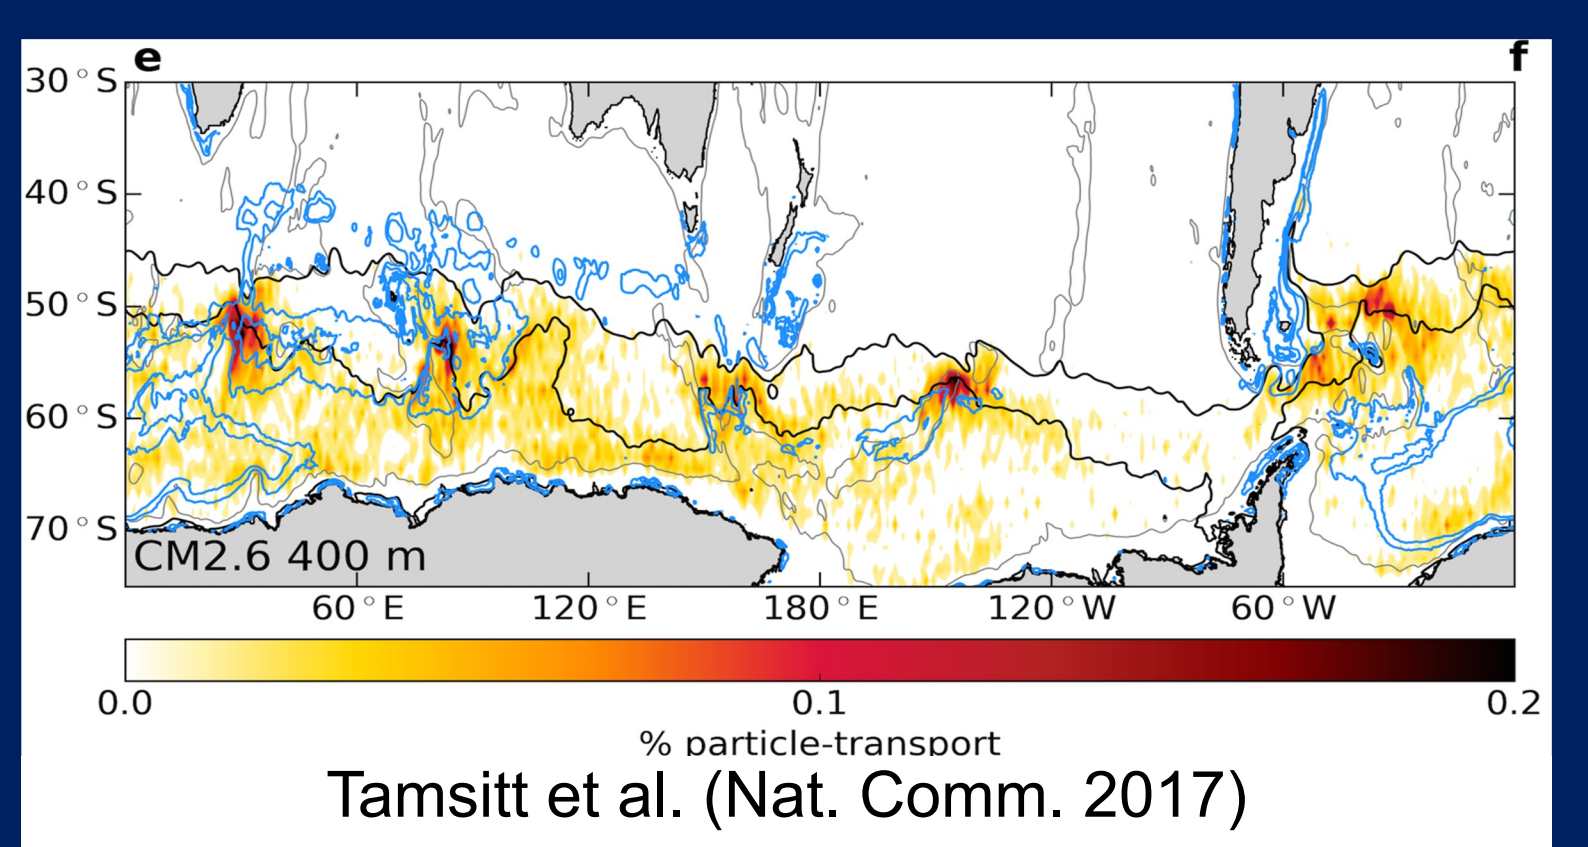 e f
30°S
40°S
50°S
60°S
70°S
CM2.6 400 m
60°E 120°E 180°E 120°W 60°W
0.0 0.1 0.2
% particle-transport
Tamsitt et al. (Nat. Comm. 2017)